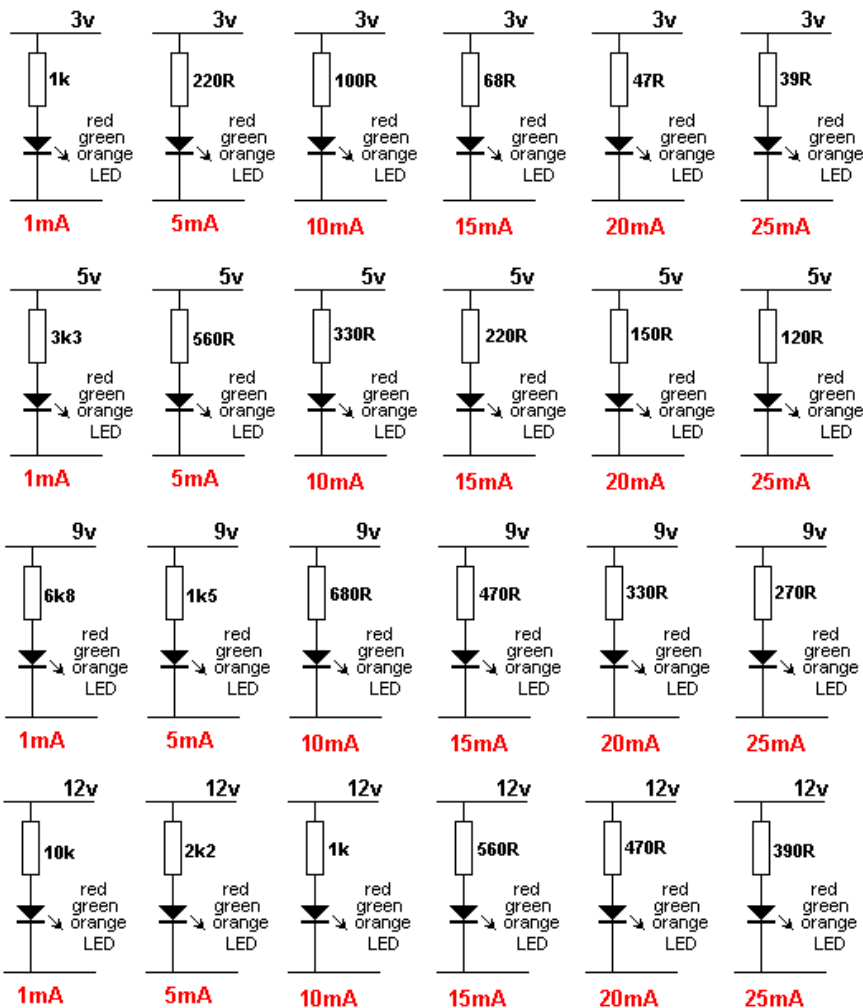 3v 3v 3v 3v 3v 3v
1k 220R 100R 68R 47R 39R
red red red red red red
green green green green green green
orange orange orange orange orange orange
LED LED LED LED LED LED
1mA 5mA 10mA 15mA 20mA 25mA
5v 5v 5v 5v 5v 5v
3k3 560R 330R 220R 150R 120R
red red red red red red
green green green green green green
orange orange orange orange orange orange
LED LED LED LED LED LED
1mA 5mA 10mA 15mA 20mA 25mA
9v 9v 9v 9v 9v 9v
6k8 1k5 680R 470R 330R 270R
red red red red red red
green green green green green green
orange orange orange orange orange orange
LED LED LED LED LED LED
1mA 5mA 10mA 15mA 20mA 25mA
12v 12v 12v 12v 12v 12v
10k 2k2 1k 560R 470R 390R
red red red red red red
green green green green green green
orange orange orange orange orange orange
LED LED LED LED LED LED
1mA 5mA 10mA 15mA 20mA 25mA